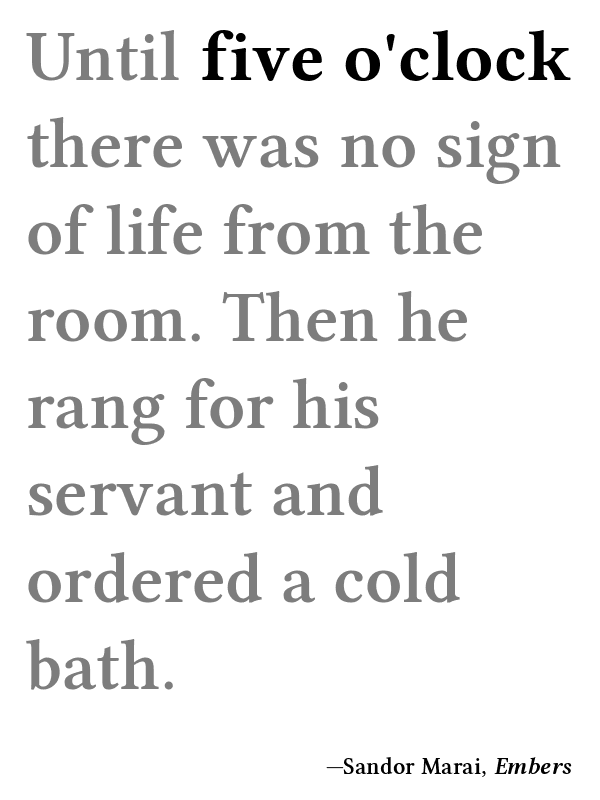 Until five o'clock
there was no sign
of life from the
room. Then he
rang for his
servant and
ordered a cold
bath.
—Sandor Marai, Embers